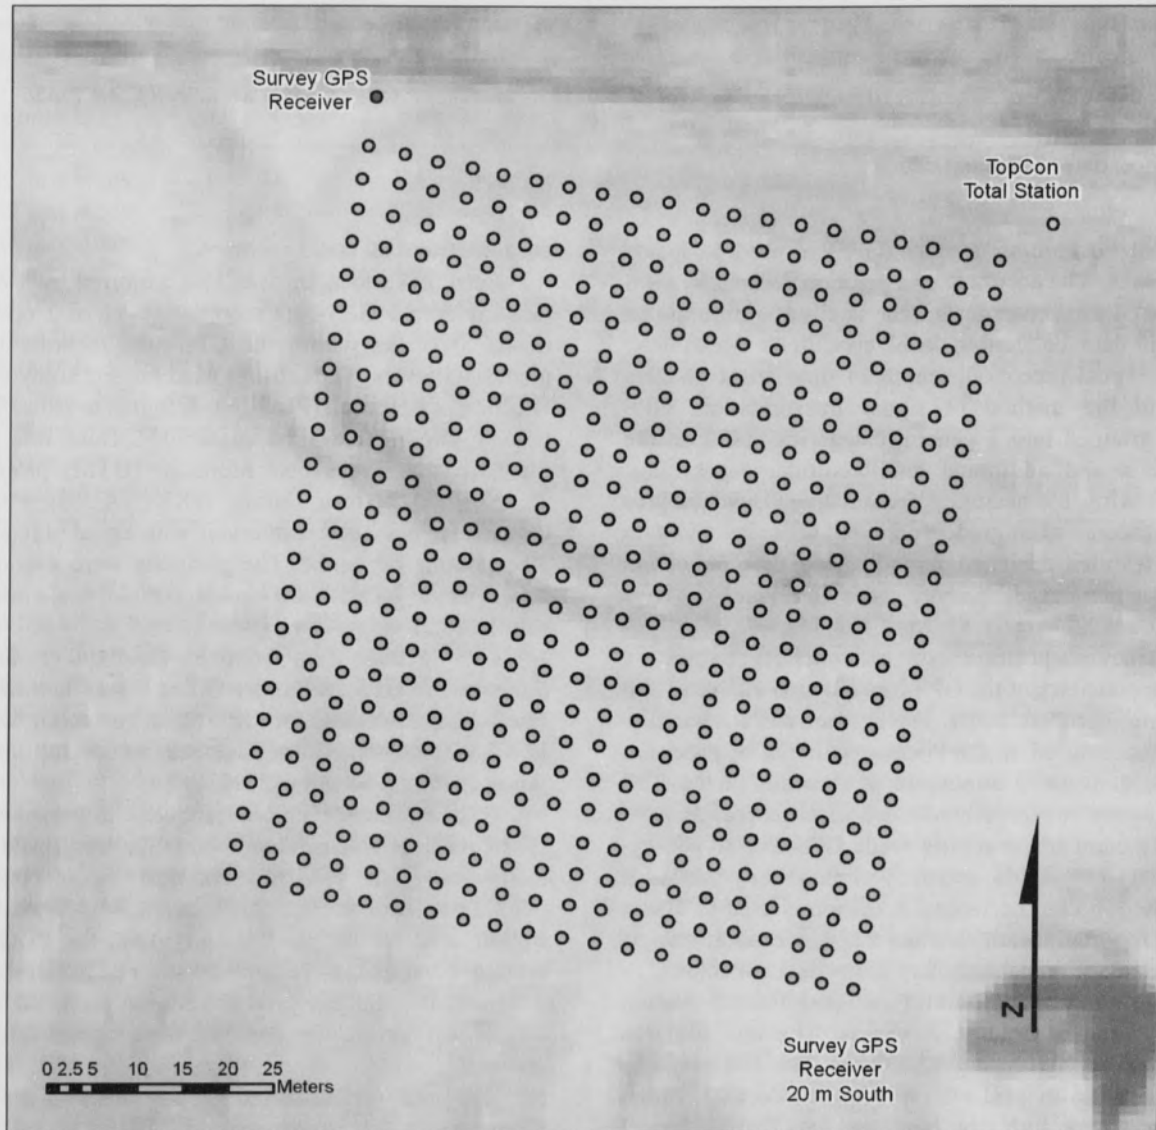 Survey GPS
Receiver
TopCon
Total Station
N
Survey GPS
Receiver
20 m South
0 2.5 5 10 15 20 25
Meters